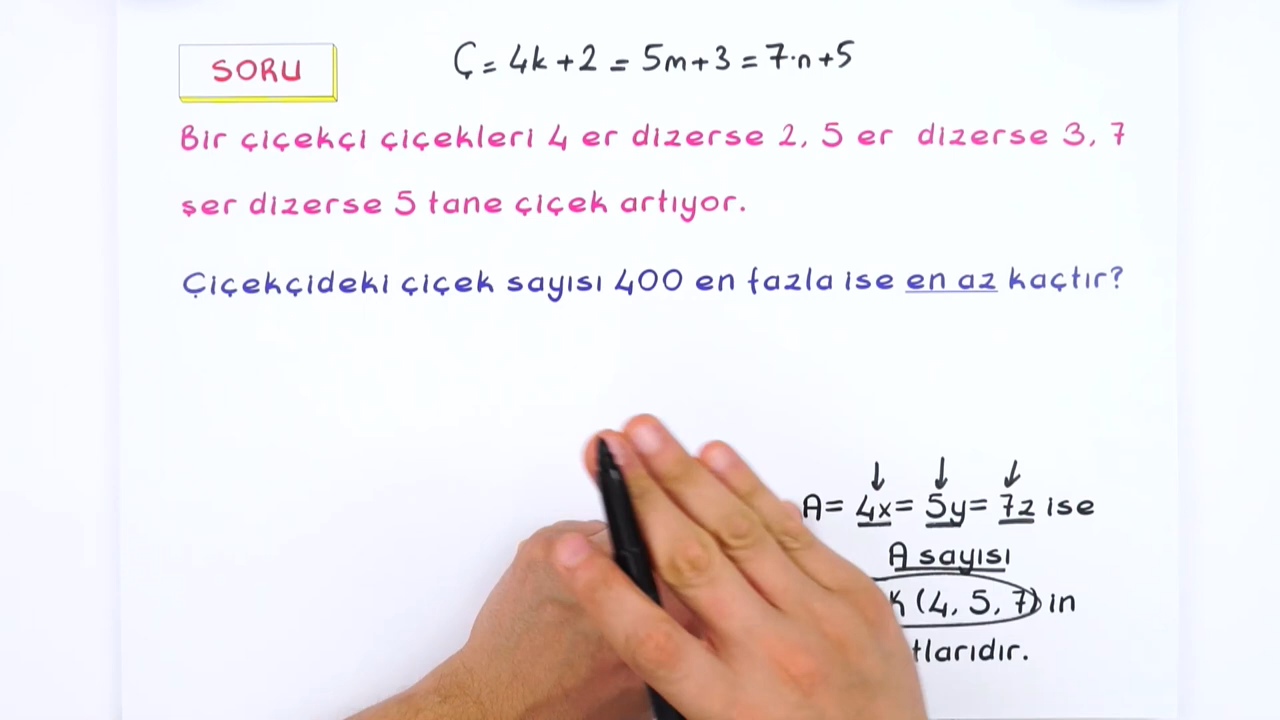 SORU
Ç = 4k + 2 = 5m + 3 = 7·n + 5
Bir çiçekçi çiçekleri 4 er dizerse 2, 5 er dizerse 3, 7
şer dizerse 5 tane çiçek artıyor.
Çiçekçideki çiçek sayısı 400 en fazla ise en az kaçtır?
A = 4x = 5y = 7z ise
A sayısı
(4, 5, 7) in